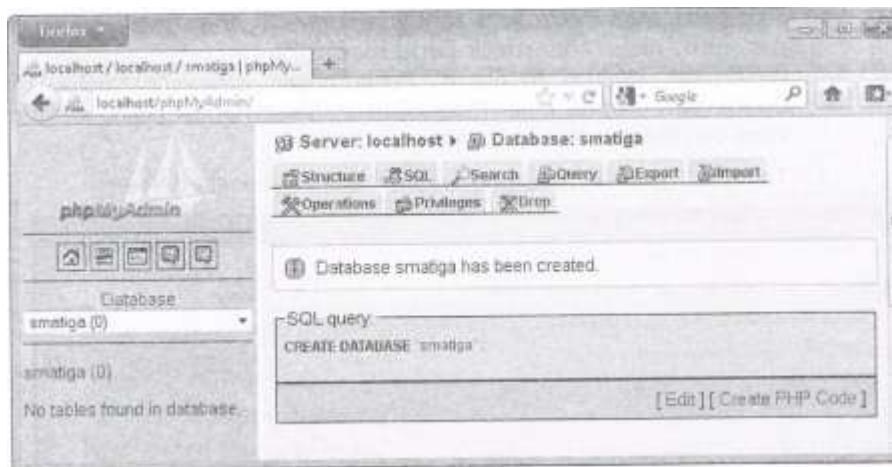 Firefox
localhost / localhost / smatiga | phpMy...
+
localhost/phpMyAdmin/
Google
phpMyAdmin
Database
smatiga (0)
smatiga (0)
No tables found in database.
Server: localhost ▸ Database: smatiga
Structure SQL Search Query Export Import
Operations Privileges Drop
Database smatiga has been created.
SQL query:
CREATE DATABASE `smatiga` ;
[ Edit ] [ Create PHP Code ]